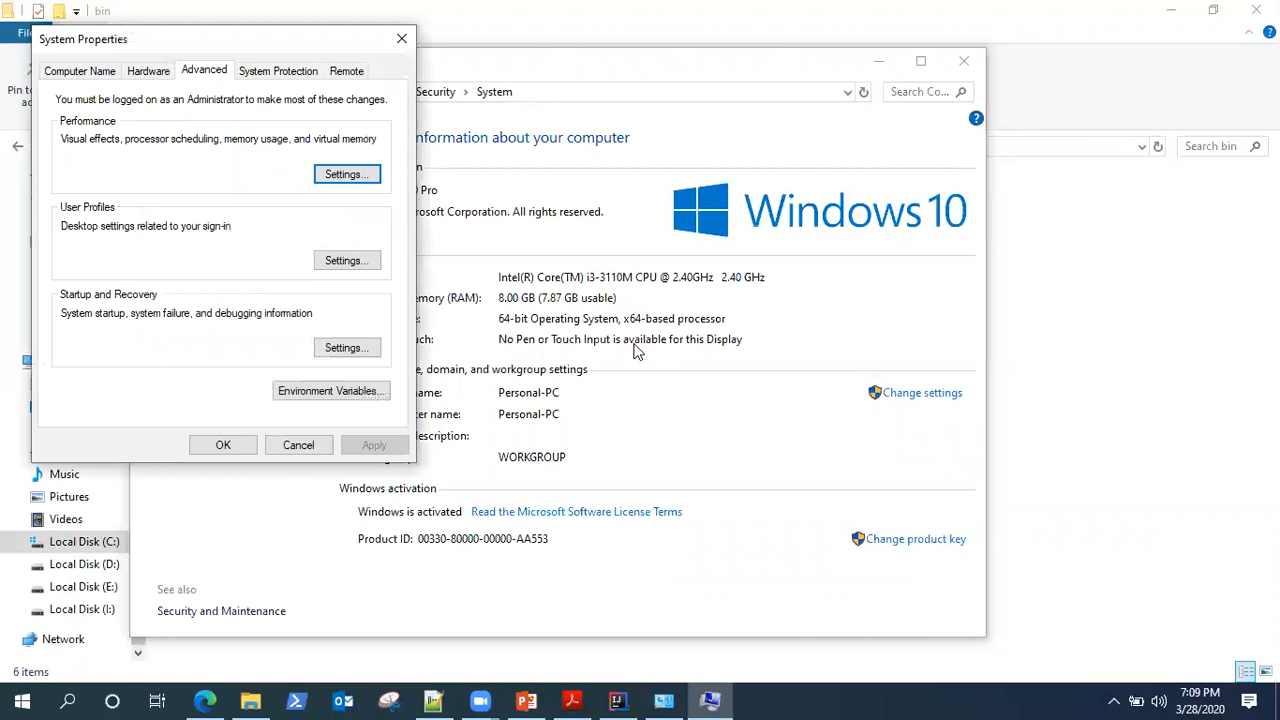 bin
File
System Properties
Computer Name
Hardware
Advanced
System Protection
Remote
You must be logged on as an Administrator to make most of these changes.
Performance
Visual effects, processor scheduling, memory usage, and virtual memory
Settings...
User Profiles
Desktop settings related to your sign-in
Settings...
Startup and Recovery
System startup, system failure, and debugging information
Settings...
Environment Variables...
OK
Cancel
Apply
Pin to
Security > System
Search Co...
nformation about your computer
Pro
rosoft Corporation. All rights reserved.
Windows 10
Intel(R) Core(TM) i3-3110M CPU @ 2.40GHz 2.40 GHz
mory (RAM): 8.00 GB (7.87 GB usable)
64-bit Operating System, x64-based processor
ch: No Pen or Touch Input is available for this Display
e, domain, and workgroup settings
ame: Personal-PC
Change settings
ter name: Personal-PC
escription:
WORKGROUP
Windows activation
Windows is activated Read the Microsoft Software License Terms
Product ID: 00330-80000-00000-AA553
Change product key
See also
Security and Maintenance
Search bin
Music
Pictures
Videos
Local Disk (C:)
Local Disk (D:)
Local Disk (E:)
Local Disk (I:)
Network
6 items
7:09 PM
3/28/2020